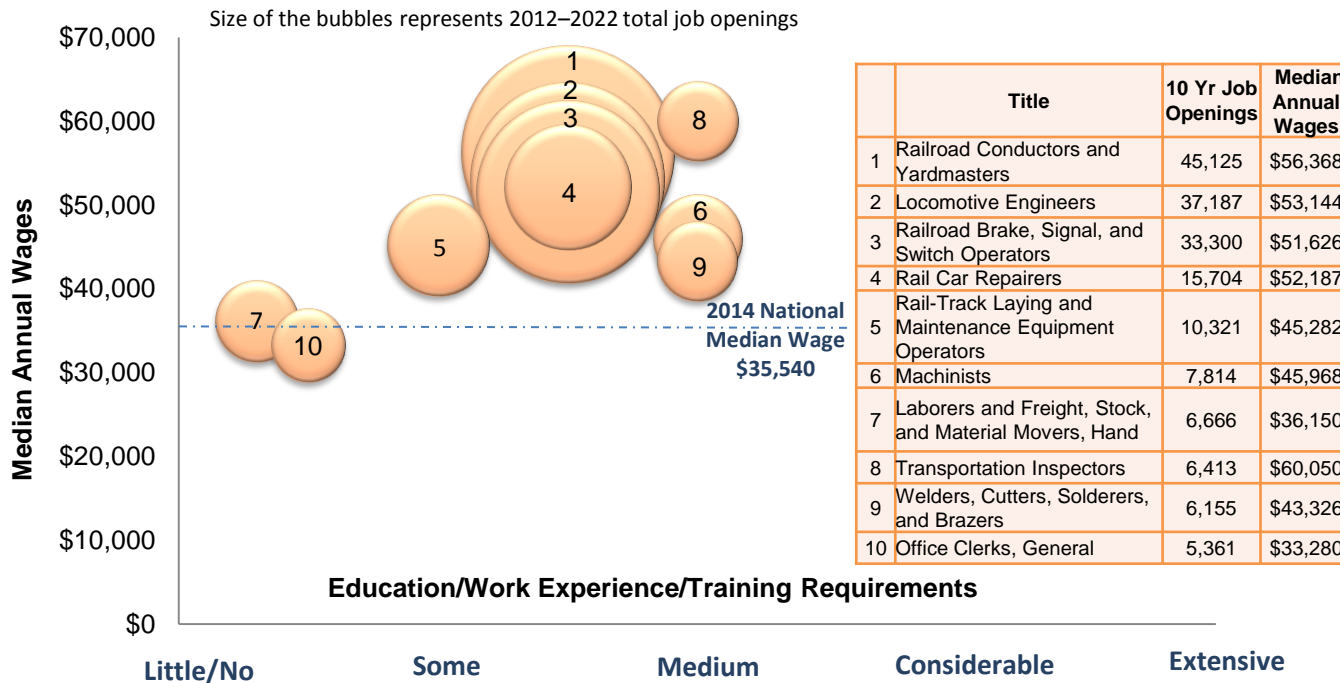 Size of the bubbles represents 2012–2022 total job openings
$70,000
$60,000
$50,000
$40,000
$30,000
$20,000
$10,000
$0
Median Annual Wages
1
2
3
4
5
6
7
8
9
10
2014 National
Median Wage
$35,540
Education/Work Experience/Training Requirements
Little/No
Some
Medium
Considerable
Extensive
Title
10 Yr Job
Openings
Median
Annual
Wages
1 Railroad Conductors and
Yardmasters 45,125 $56,368
2 Locomotive Engineers 37,187 $53,144
3 Railroad Brake, Signal, and
Switch Operators 33,300 $51,626
4 Rail Car Repairers 15,704 $52,187
5 Rail-Track Laying and
Maintenance Equipment
Operators 10,321 $45,282
6 Machinists 7,814 $45,968
7 Laborers and Freight, Stock,
and Material Movers, Hand 6,666 $36,150
8 Transportation Inspectors 6,413 $60,050
9 Welders, Cutters, Solderers,
and Brazers 6,155 $43,326
10 Office Clerks, General 5,361 $33,280